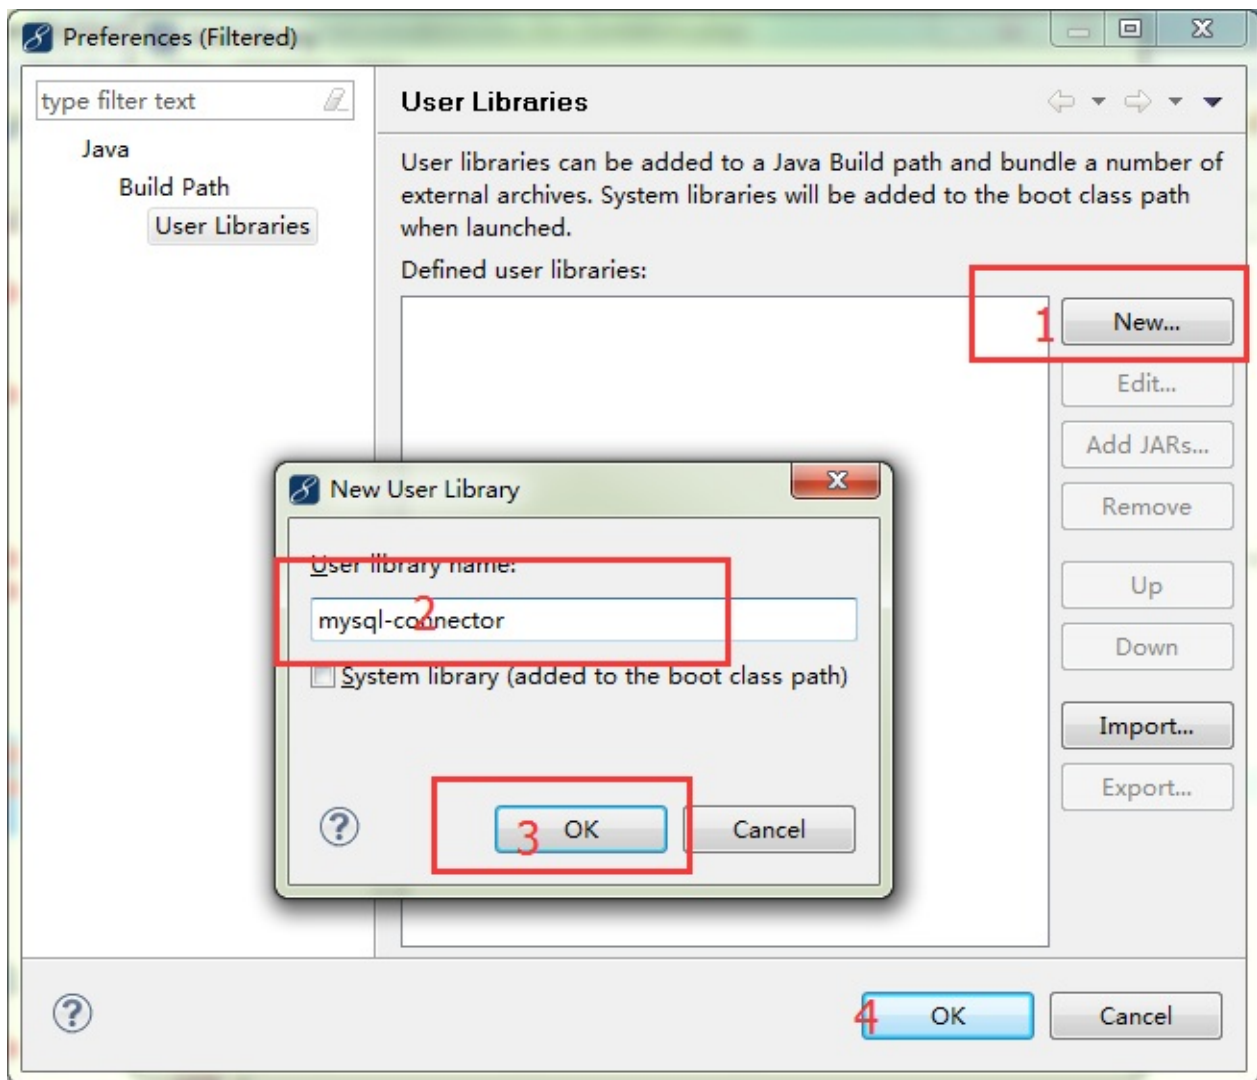 Preferences (Filtered)
type filter text
User Libraries
Java
Build Path
User Libraries
User libraries can be added to a Java Build path and bundle a number of
external archives. System libraries will be added to the boot class path
when launched.
Defined user libraries:
1
New...
Edit...
Add JARs...
Remove
Up
Down
Import...
Export...
New User Library
User library name:
2
mysql-connector
System library (added to the boot class path)
3
OK
Cancel
4
OK
Cancel